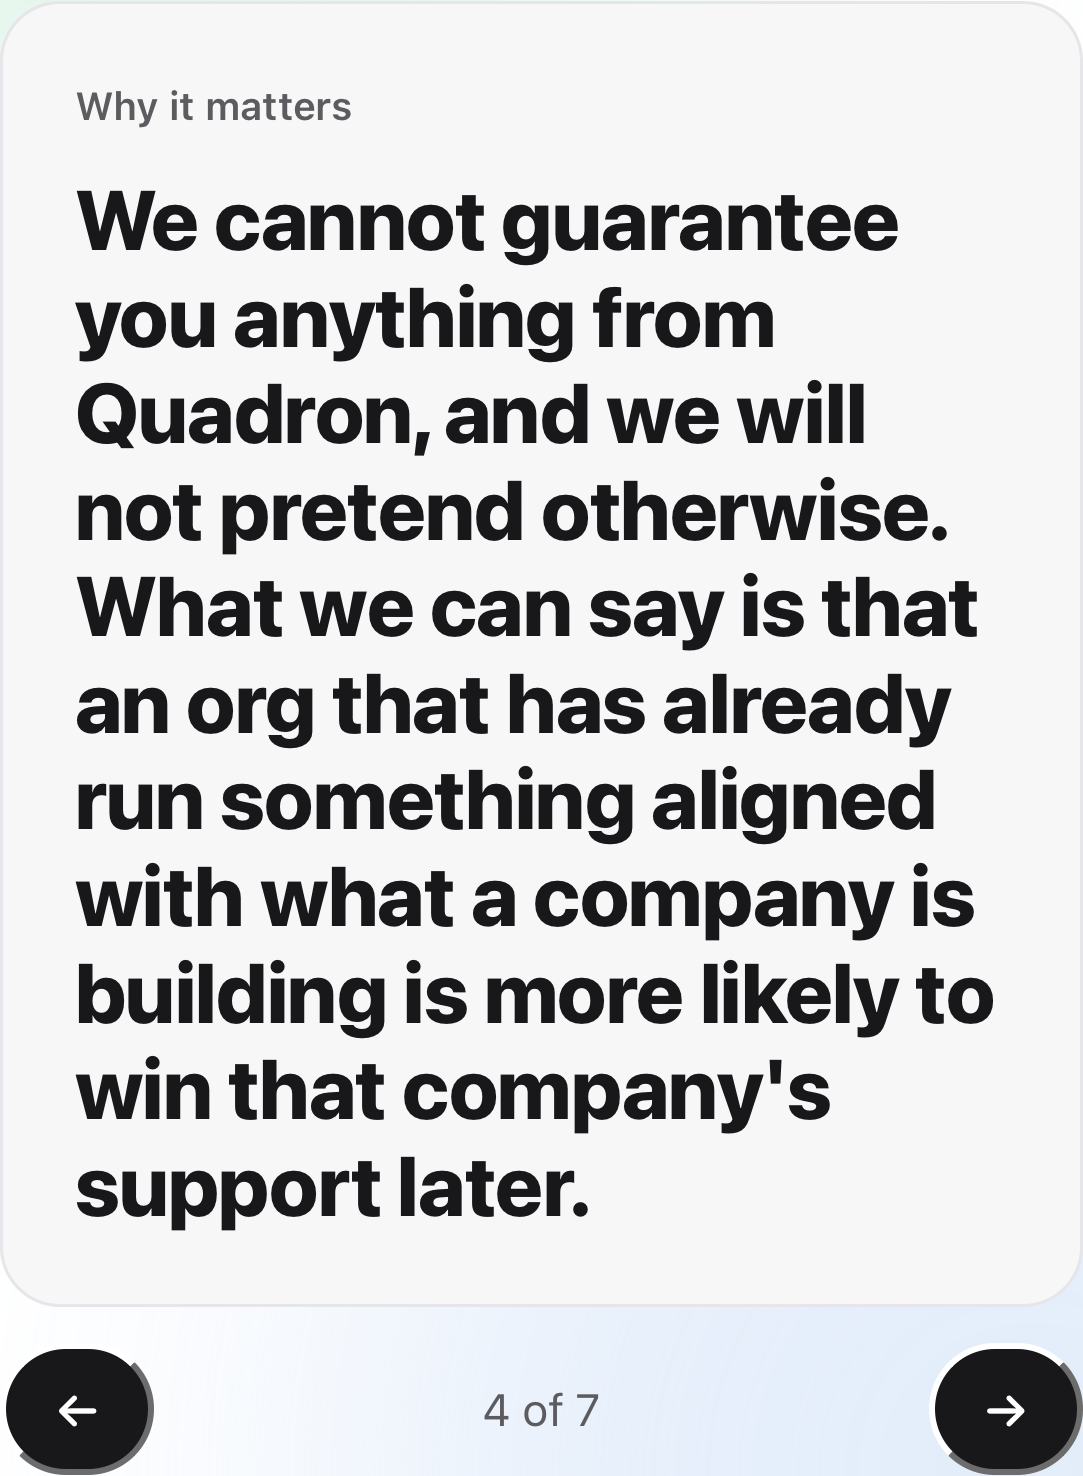 Why it matters
We cannot guarantee
you anything from
Quadron, and we will
not pretend otherwise.
What we can say is that
an org that has already
run something aligned
with what a company is
building is more likely to
win that company's
support later.
4 of 7